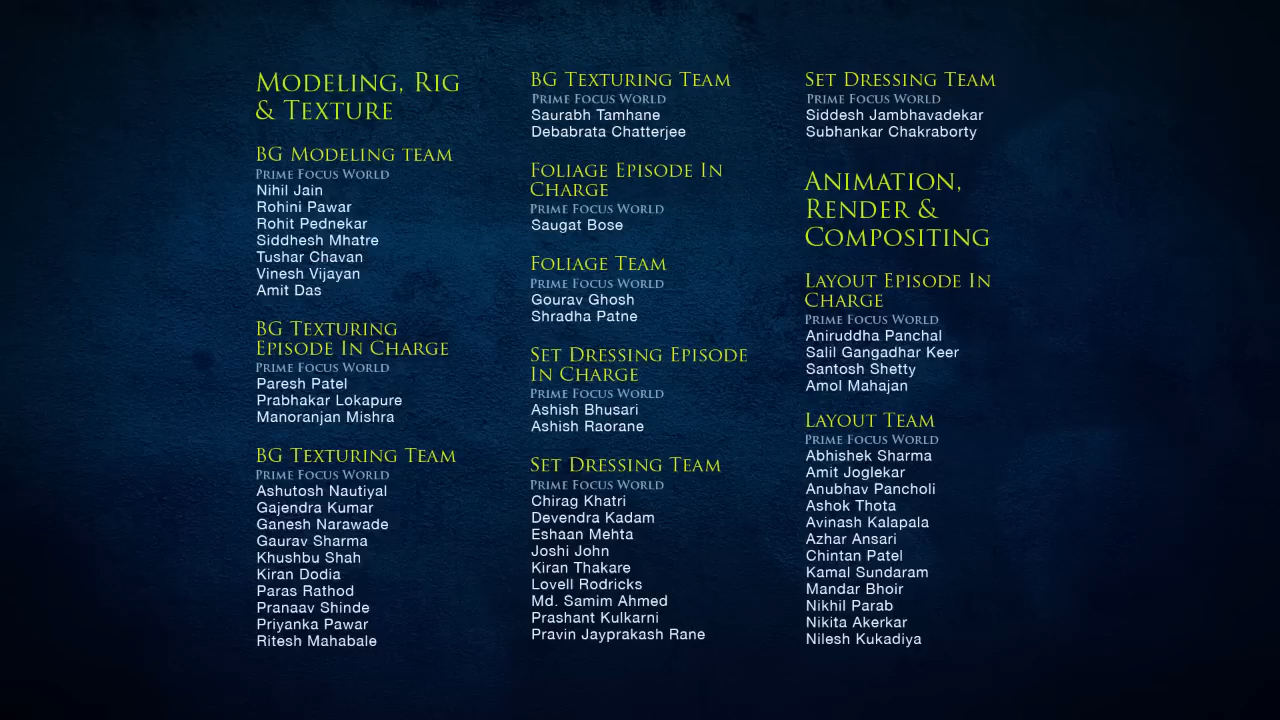 Modeling, Rig
& Texture
BG Modeling team
Prime Focus World
Nihil Jain
Rohini Pawar
Rohit Pednekar
Siddhesh Mhatre
Tushar Chavan
Vinesh Vijayan
Amit Das
BG Texturing
Episode In Charge
Prime Focus World
Paresh Patel
Prabhakar Lokapure
Manoranjan Mishra
BG Texturing Team
Prime Focus World
Ashutosh Nautiyal
Gajendra Kumar
Ganesh Narawade
Gaurav Sharma
Khushbu Shah
Kiran Dodia
Paras Rathod
Pranaav Shinde
Priyanka Pawar
Ritesh Mahabale
BG Texturing Team
Prime Focus World
Saurabh Tamhane
Debabrata Chatterjee
Foliage Episode In
Charge
Prime Focus World
Saugat Bose
Foliage Team
Prime Focus World
Gourav Ghosh
Shradha Patne
Set Dressing Episode
In Charge
Prime Focus World
Ashish Bhusari
Ashish Raorane
Set Dressing Team
Prime Focus World
Chirag Khatri
Devendra Kadam
Eshaan Mehta
Joshi John
Kiran Thakare
Lovell Rodricks
Md. Samim Ahmed
Prashant Kulkarni
Pravin Jayprakash Rane
Set Dressing Team
Prime Focus World
Siddesh Jambhavadekar
Subhankar Chakraborty
Animation,
Render &
Compositing
Layout Episode In
Charge
Prime Focus World
Aniruddha Panchal
Salil Gangadhar Keer
Santosh Shetty
Amol Mahajan
Layout Team
Prime Focus World
Abhishek Sharma
Amit Joglekar
Anubhav Pancholi
Ashok Thota
Avinash Kalapala
Azhar Ansari
Chintan Patel
Kamal Sundaram
Mandar Bhoir
Nikhil Parab
Nikita Akerkar
Nilesh Kukadiya